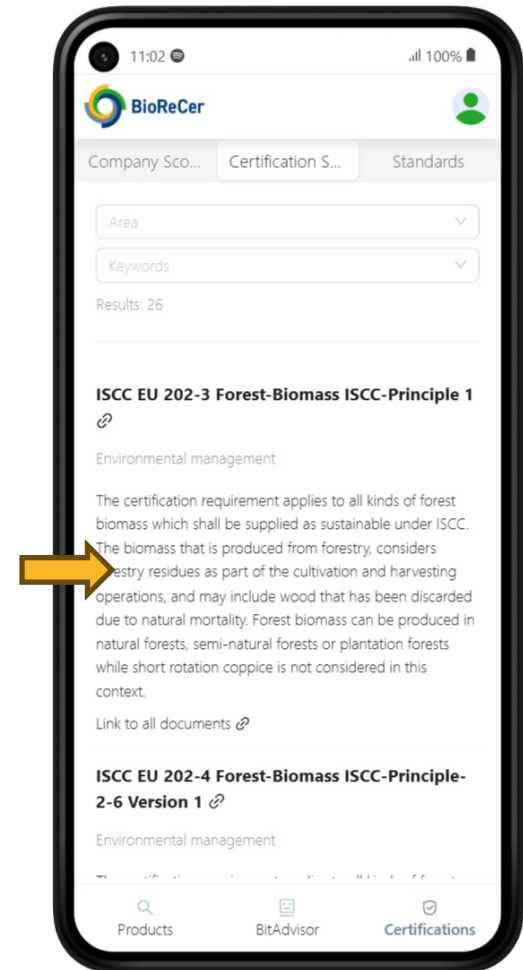 11:02
100%
BioReCer
Company Sco... Certification S... Standards
Area
Keywords
Results: 26
ISCC EU 202-3 Forest-Biomass ISCC-Principle 1
Environmental management
The certification requirement applies to all kinds of forest
biomass which shall be supplied as sustainable under ISCC.
The biomass that is produced from forestry, considers
residues as part of the cultivation and harvesting
operations, and may include wood that has been discarded
due to natural mortality. Forest biomass can be produced in
natural forests, semi-natural forests or plantation forests
while short rotation coppice is not considered in this
context.
Link to all documents
ISCC EU 202-4 Forest-Biomass ISCC-Principle-
2-6 Version 1
Environmental management
Products BitAdvisor Certifications